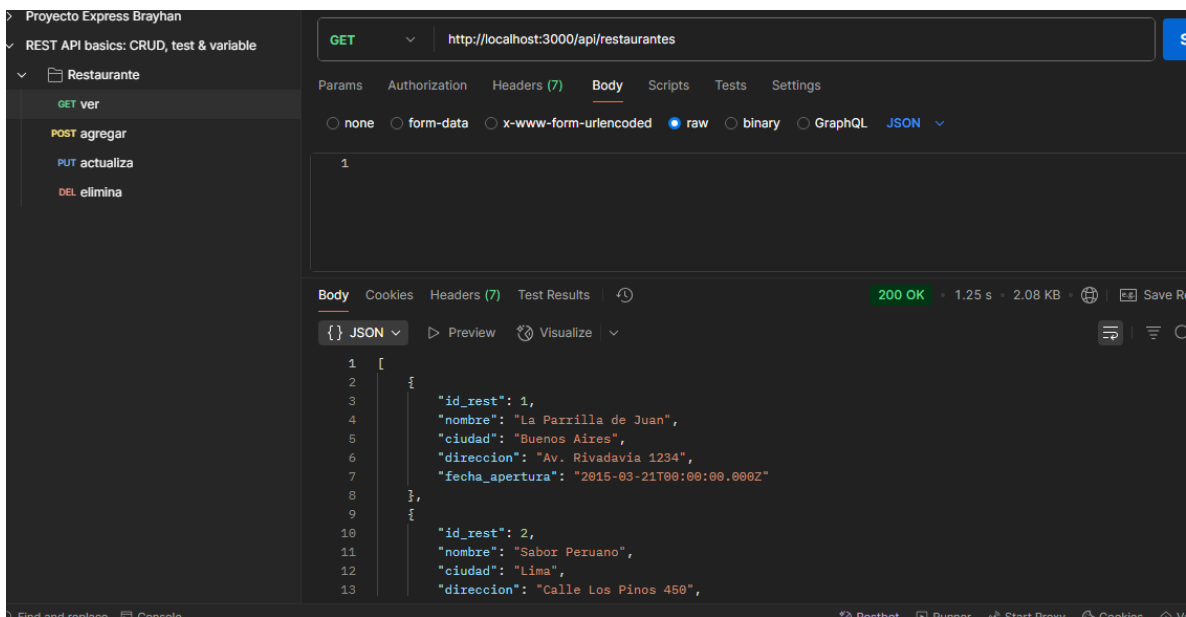 Proyecto Express Brayhan
REST API basics: CRUD, test & variable
Restaurante
GET ver
POST agregar
PUT actualiza
DEL elimina
GET http://localhost:3000/api/restaurantes S
Params Authorization Headers (7) Body Scripts Tests Settings
none form-data x-www-form-urlencoded raw binary GraphQL JSON
1
Body Cookies Headers (7) Test Results 200 OK • 1.25 s • 2.08 KB • e.g. Save Re
{} JSON Preview Visualize
1 [
2 {
3 "id_rest": 1,
4 "nombre": "La Parrilla de Juan",
5 "ciudad": "Buenos Aires",
6 "direccion": "Av. Rivadavia 1234",
7 "fecha_apertura": "2015-03-21T00:00:00.000Z"
8 },
9 {
10 "id_rest": 2,
11 "nombre": "Sabor Peruano",
12 "ciudad": "Lima",
13 "direccion": "Calle Los Pinos 450",
Find and replace Console Postbot Runner Start Proxy Cookies